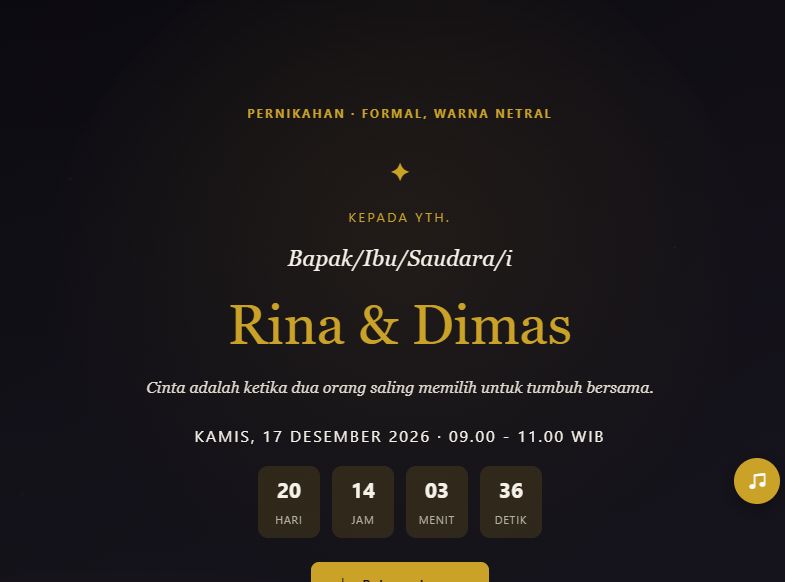 PERNIKAHAN · FORMAL, WARNA NETRAL
KEPADA YTH.
Bapak/Ibu/Saudara/i
Rina & Dimas
Cinta adalah ketika dua orang saling memilih untuk tumbuh bersama.
KAMIS, 17 DESEMBER 2026 · 09.00 - 11.00 WIB
20 14 03 36
HARI JAM MENIT DETIK